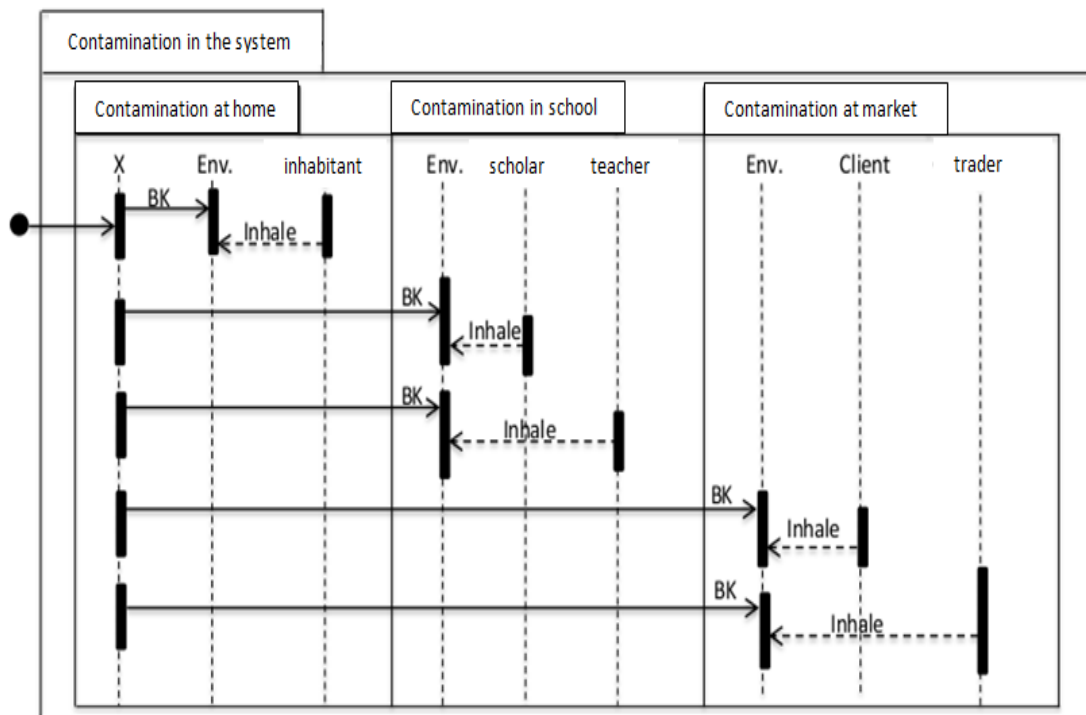 Contamination in the system
Contamination at home
Contamination in school
Contamination at market
X Env. inhabitant Env. scholar teacher Env. Client trader
BK
Inhale
BK
Inhale
BK
Inhale
BK
Inhale
BK
Inhale